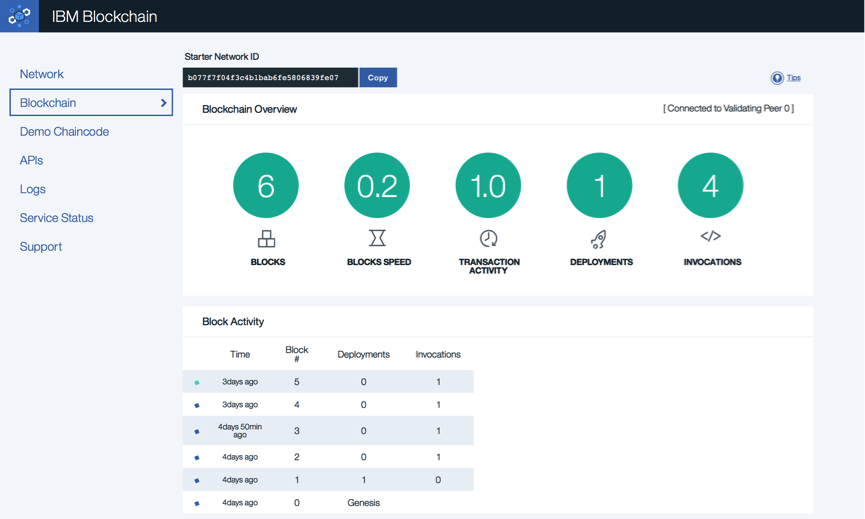 IBM Blockchain
Starter Network ID
b077f7f04f3c4b1bab6fe5806839fe07 Copy
Tips
Network
Blockchain
Demo Chaincode
APIs
Logs
Service Status
Support
Blockchain Overview
[ Connected to Validating Peer 0 ]
6 0.2 1.0 1 4
BLOCKS BLOCKS SPEED TRANSACTION ACTIVITY DEPLOYMENTS INVOCATIONS
Block Activity
Time Block # Deployments Invocations
3days ago 5 0 1
3days ago 4 0 1
4days 50min ago 3 0 1
4days ago 2 0 1
4days ago 1 1 0
4days ago 0 Genesis